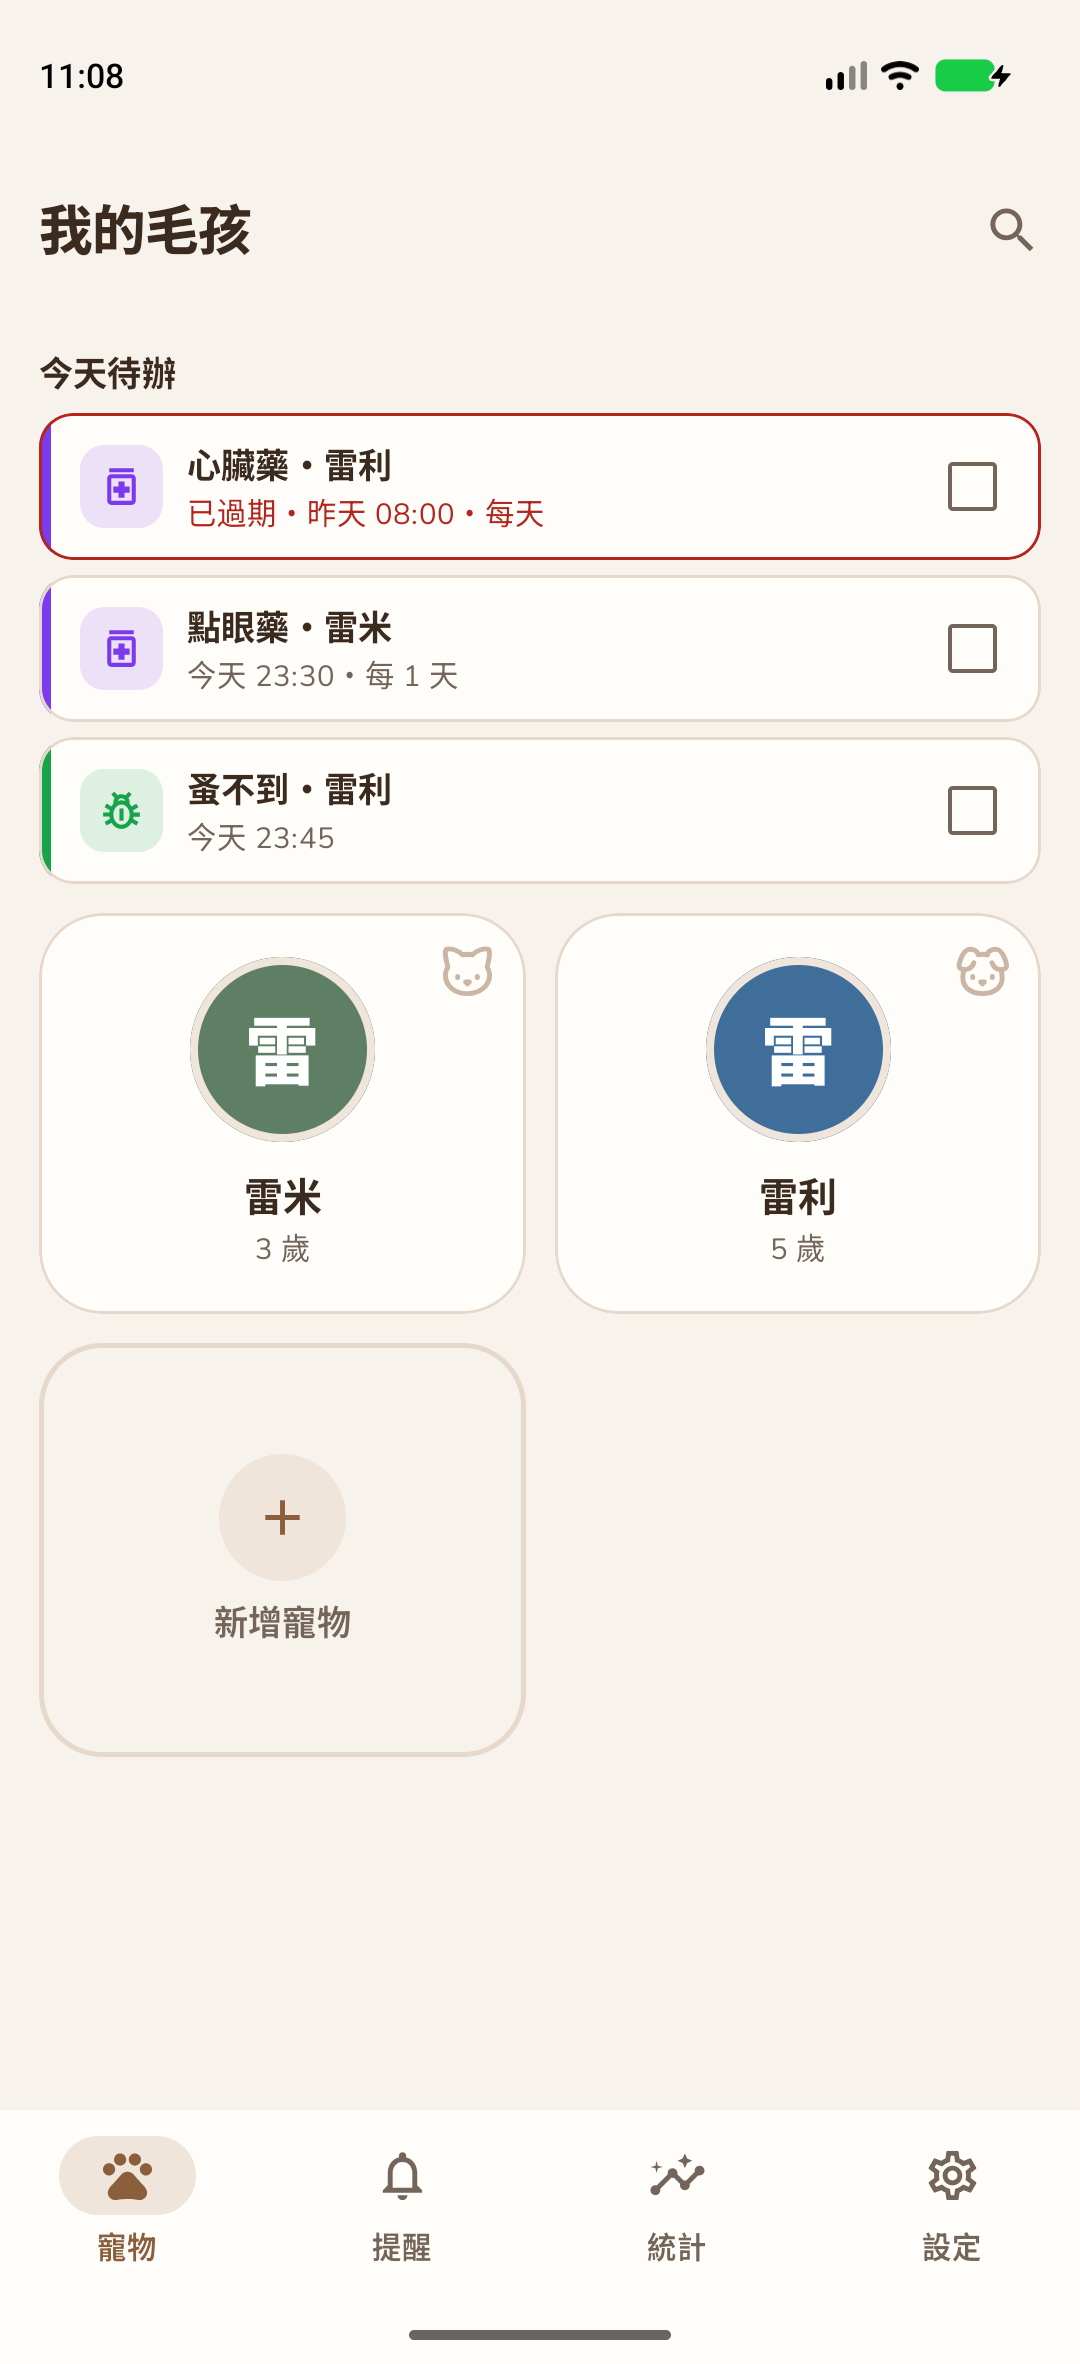 11:08
我的毛孩
今天待辦
心臟藥・雷利
已過期・昨天 08:00・每天
點眼藥・雷米
今天 23:30・每 1 天
蚤不到・雷利
今天 23:45
雷
雷米
3 歲
雷
雷利
5 歲
新增寵物
寵物
提醒
統計
設定